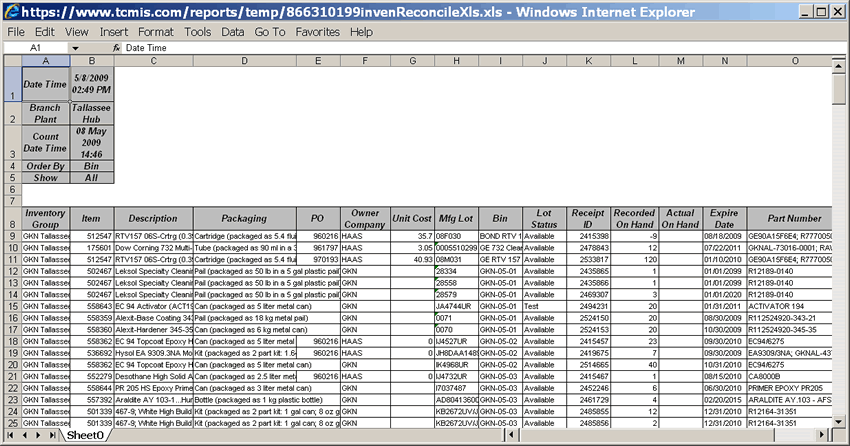 https://www.tcmis.com/reports/temp/866310199invenReconcileXls.xls - Windows Internet Explorer
File Edit View Insert Format Tools Data Go To Favorites Help
A1 fx Date Time
A B C D E F G H I J K L M N O
1 Date Time 5/8/2009 02:49 PM
2 Branch Plant Tallassee Hub
3 Count Date Time 08 May 2009 14:46
4 Order By Bin
5 Show All
6
7
8 Inventory Group Item Description Packaging PO Owner Company Unit Cost Mfg Lot Bin Lot Status Receipt ID Recorded On Hand Actual On Hand Expire Date Part Number
9 GKN Tallassee 512547 RTV157 06-Crtrg (0.3 Cartridge (packaged as 5.4 flui 960216 HAAS 35.7 08F030 BOND RTV 1 Available 2415398 -9 08/18/2009 GE90A15F6E4; R777005
10 GKN Tallassee 175601 Dow Corning 732 Multi- Tube (packaged as 90 ml in a 3 961797 HAAS 3.05 0005510299 GE 732 Clear Available 2478843 12 07/22/2011 GKNAL-73016-0001; RA
11 GKN Tallassee 512547 RTV157 06-Crtrg (0.3 Cartridge (packaged as 5.4 flui 970193 HAAS 40.93 08M031 GE RTV 157 Available 2533817 120 01/10/2010 GE90A15F6E4; R777005
12 GKN Tallassee 502467 Leksol Specialty Cleani Pail (packaged as 50 lb in a 5 gal plastic pail GKN 28334 GKN-05-01 Available 2435865 1 01/01/2099 R12189-0140
13 GKN Tallassee 502467 Leksol Specialty Cleani Pail (packaged as 50 lb in a 5 gal plastic pail GKN 28558 GKN-05-01 Available 2435866 1 01/01/2099 R12189-0140
14 GKN Tallassee 502467 Leksol Specialty Cleani Pail (packaged as 50 lb in a 5 gal plastic pail GKN 28579 GKN-05-01 Available 2469307 3 01/01/2020 R12189-0140
15 GKN Tallassee 558643 EC 94 Activator (ACT19 Can (packaged as 5 liter can) GKN JA4744UR GKN-05-01 Test 2494231 20 01/31/2011 ACTIVATOR 194
16 GKN Tallassee 558359 Alexit-Base Coating 343 Pail (packaged as 18 kg metal pail) GKN 0071 GKN-05-01 Available 2524150 20 08/30/2009 R112524920-343-21
17 GKN Tallassee 558360 Alexit-Hardener 345-35 Can (packaged as 6 kg metal can) GKN 0070 GKN-05-01 Available 2524153 20 10/30/2009 R112524920-345-35
18 GKN Tallassee 558362 EC 94 Topcoat Epoxy H Can (packaged as 5 liter metal 960216 HAAS 0 IJ4527UR GKN-05-02 Available 2415457 23 09/30/2010 EC94/6275
19 GKN Tallassee 536692 Hysol EA 9309.3NA Mo Kit (packaged as 2 part kit: 1.6 960216 HAAS 0 JH8DAA148 GKN-05-02 Available 2419675 7 09/30/2009 EA9309/3NA; GKNAL-43
20 GKN Tallassee 558362 EC 94 Topcoat Epoxy H Can (packaged as 5 liter metal can) GKN IK4968UR GKN-05-02 Available 2514665 40 10/31/2010 EC94/6275
21 GKN Tallassee 552279 Desothane High Solid A Can (packaged as 2.5 liter met 960216 HAAS 0 IJ4732UR GKN-05-03 Available 2415467 1 08/15/2010 CA8000B
22 GKN Tallassee 558644 PR 205 HS Epoxy Prime Can (packaged as 3 liter metal can) GKN I7037487 GKN-05-03 Available 2452246 6 06/30/2010 PRIMER EPOXY PR205
23 GKN Tallassee 557392 Araldite AY 103-1...Hur Bottle (packaged as 1 kg plastic bottle) GKN AD8041360 GKN-05-03 Available 2461729 4 02/20/2015 ARALDITE AY 103 - AFS
24 GKN Tallassee 501339 467-9; White High Build Kit (packaged as 2 part kit: 1 gal can; 8 oz g GKN KB2672UV/ GKN-05-03 Available 2485855 12 12/31/2010 R12164-31351
25 GKN Tallassee 501339 467-9; White High Build Kit (packaged as 2 part kit: 1 gal can; 8 oz g GKN KB2627UV/ GKN-05-03 Available 2485856 2 12/31/2010 R12164-31351
Sheet0